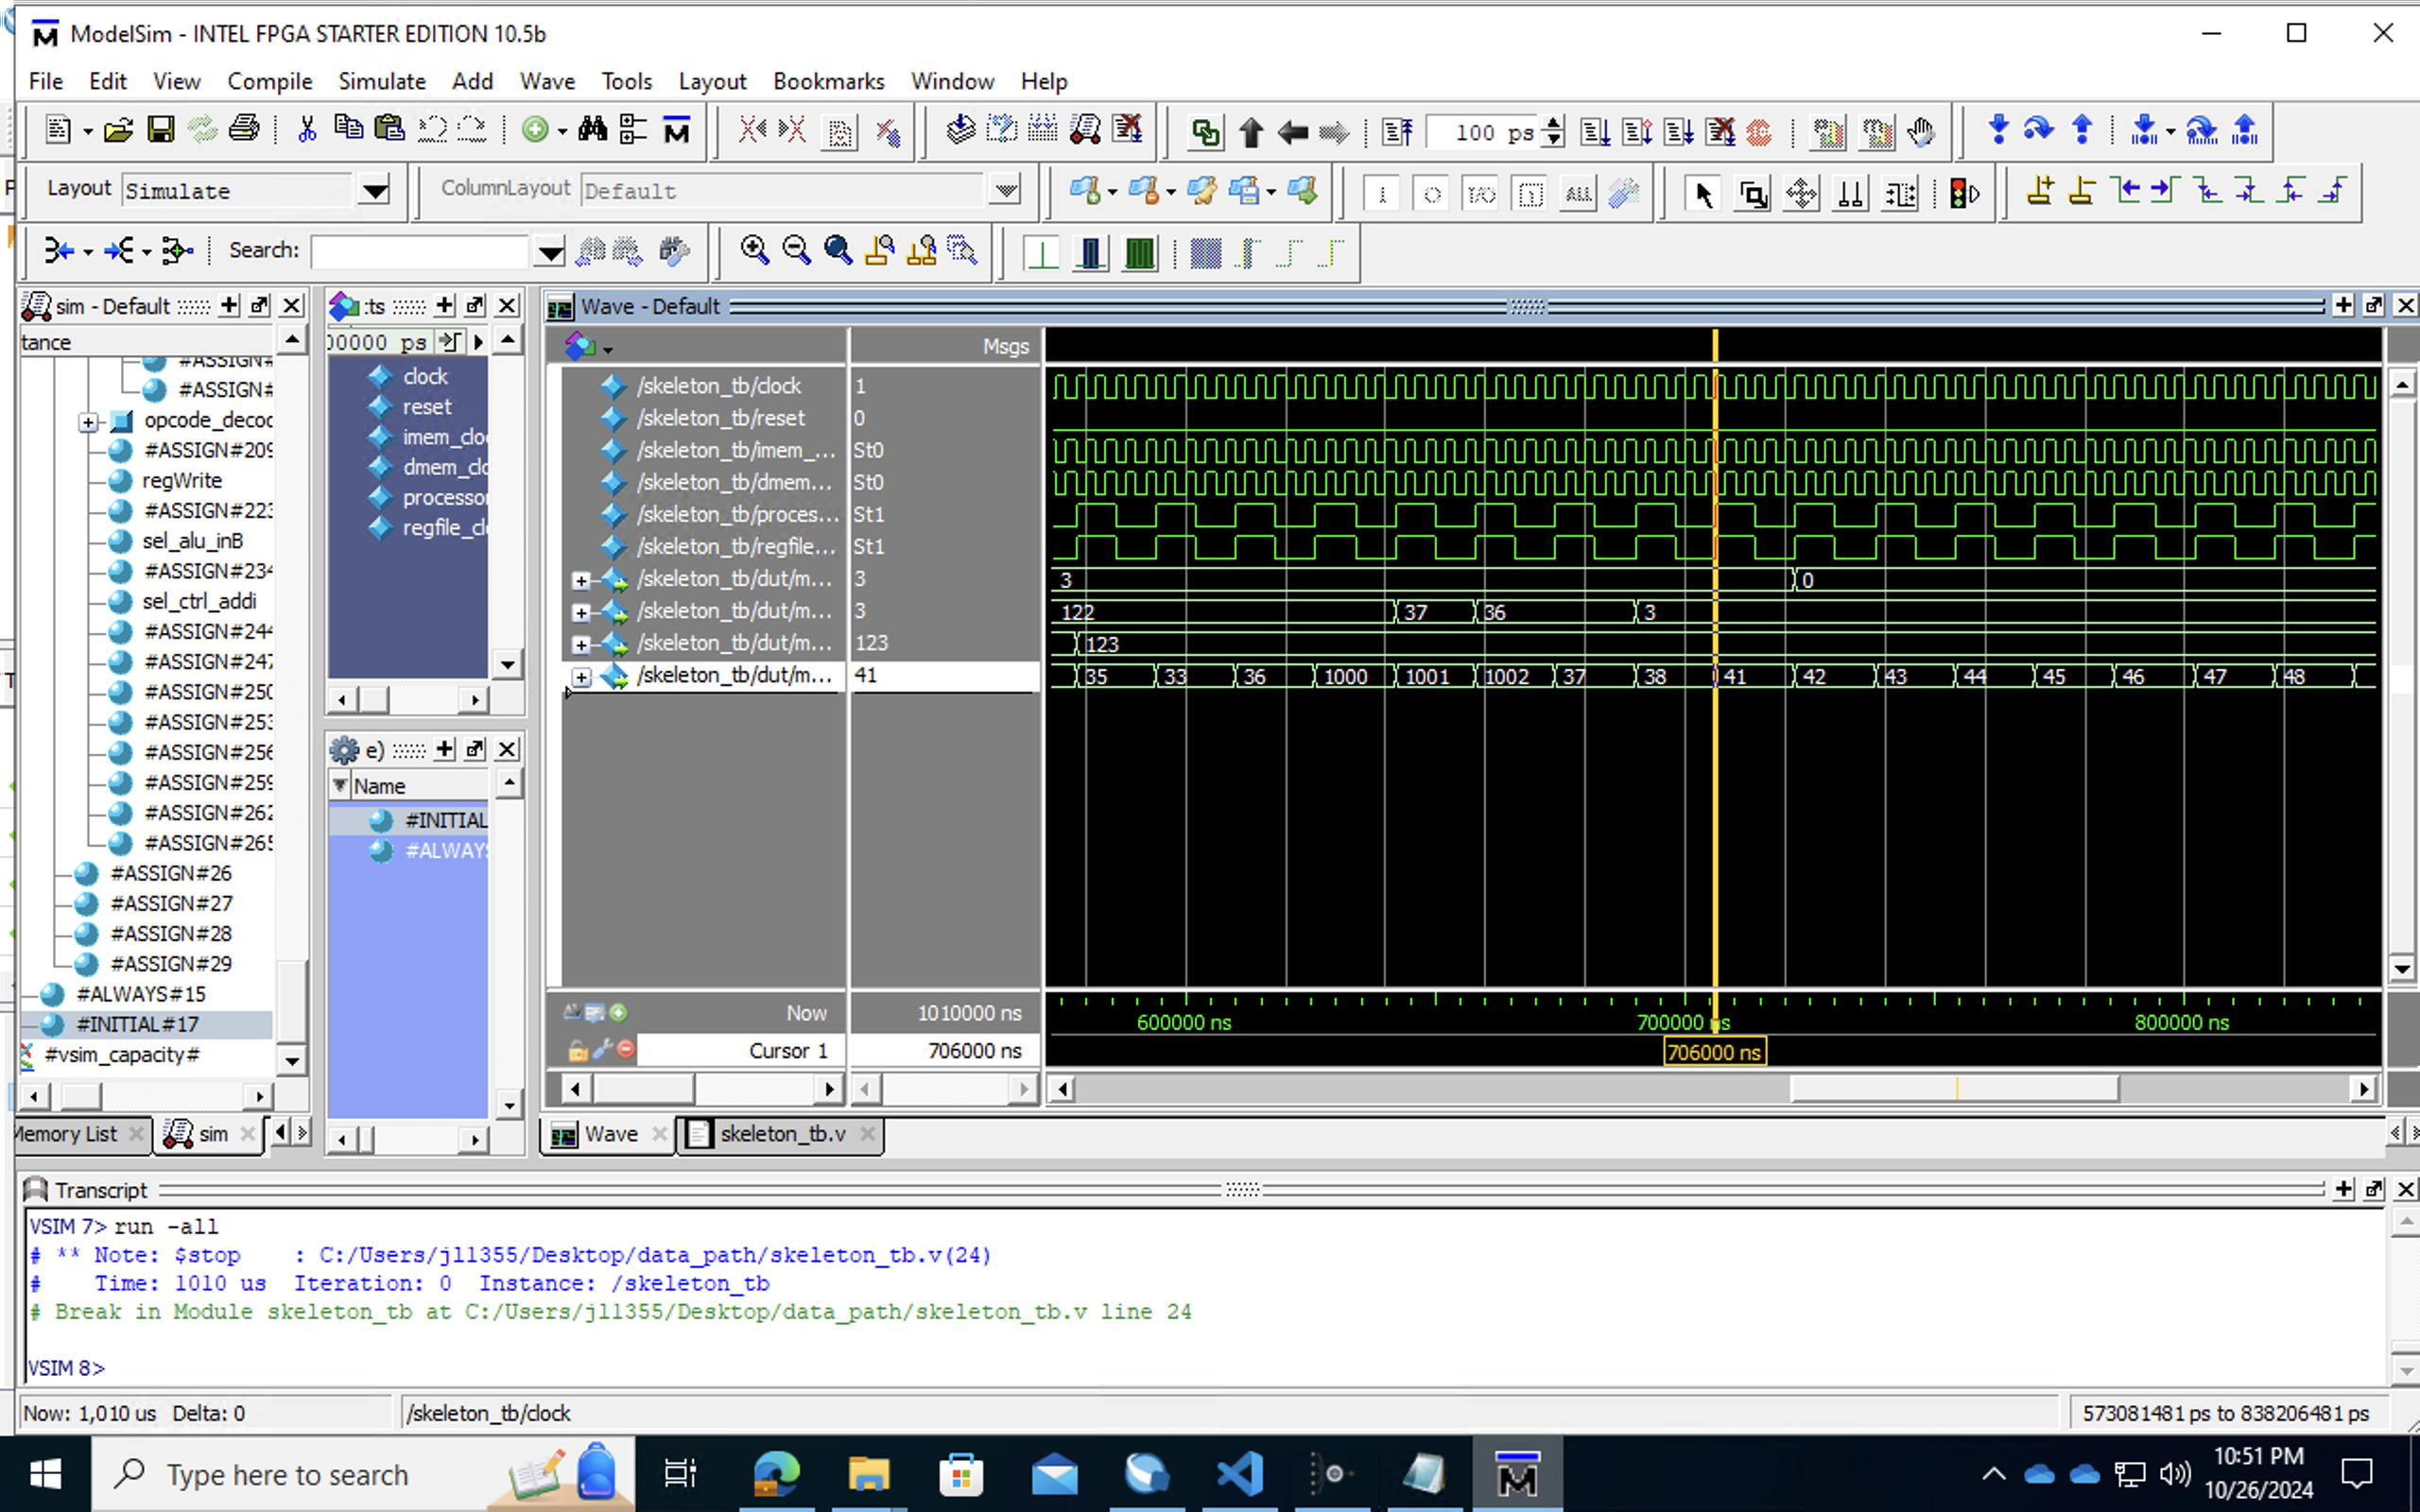 ModelSim - INTEL FPGA STARTER EDITION 10.5b
File Edit View Compile Simulate Add Wave Tools Layout Bookmarks Window Help
100 ps
Layout Simulate ColumnLayout Default
ALL
Search:
sim - Default
:ts
Wave - Default
tance
00000 ps
Msgs
#ASSIGN#
#ASSIGN#
opcode_decoc
#ASSIGN#209
regWrite
#ASSIGN#223
sel_alu_inB
#ASSIGN#234
sel_ctrl_addi
#ASSIGN#244
#ASSIGN#247
#ASSIGN#250
#ASSIGN#253
#ASSIGN#256
#ASSIGN#259
#ASSIGN#262
#ASSIGN#265
#ASSIGN#26
#ASSIGN#27
#ASSIGN#28
#ASSIGN#29
#ALWAYS#15
#INITIAL#17
#vsim_capacity#
Memory List
sim
clock
reset
imem_clo
dmem_clo
processor
regfile_cl
e)
Name
#INITIAL
#ALWAYS
/skeleton_tb/clock 1
/skeleton_tb/reset 0
/skeleton_tb/imem_... St0
/skeleton_tb/dmem... St0
/skeleton_tb/proces... St1
/skeleton_tb/regfile... St1
/skeleton_tb/dut/m... 3 3 0
/skeleton_tb/dut/m... 3 122 37 36 3
/skeleton_tb/dut/m... 123 123
/skeleton_tb/dut/m... 41 35 33 36 1000 1001 1002 37 38 41 42 43 44 45 46 47 48
Now 1010000 ns 600000 ns 700000 ns 800000 ns
Cursor 1 706000 ns 706000 ns
Wave
skeleton_tb.v
Transcript
VSIM 7> run -all
# ** Note: $stop : C:/Users/jll355/Desktop/data_path/skeleton_tb.v(24)
# Time: 1010 us Iteration: 0 Instance: /skeleton_tb
# Break in Module skeleton_tb at C:/Users/jll355/Desktop/data_path/skeleton_tb.v line 24
VSIM 8>
Now: 1,010 us Delta: 0
/skeleton_tb/clock
573081481 ps to 838206481 ps
Type here to search
10:51 PM
10/26/2024